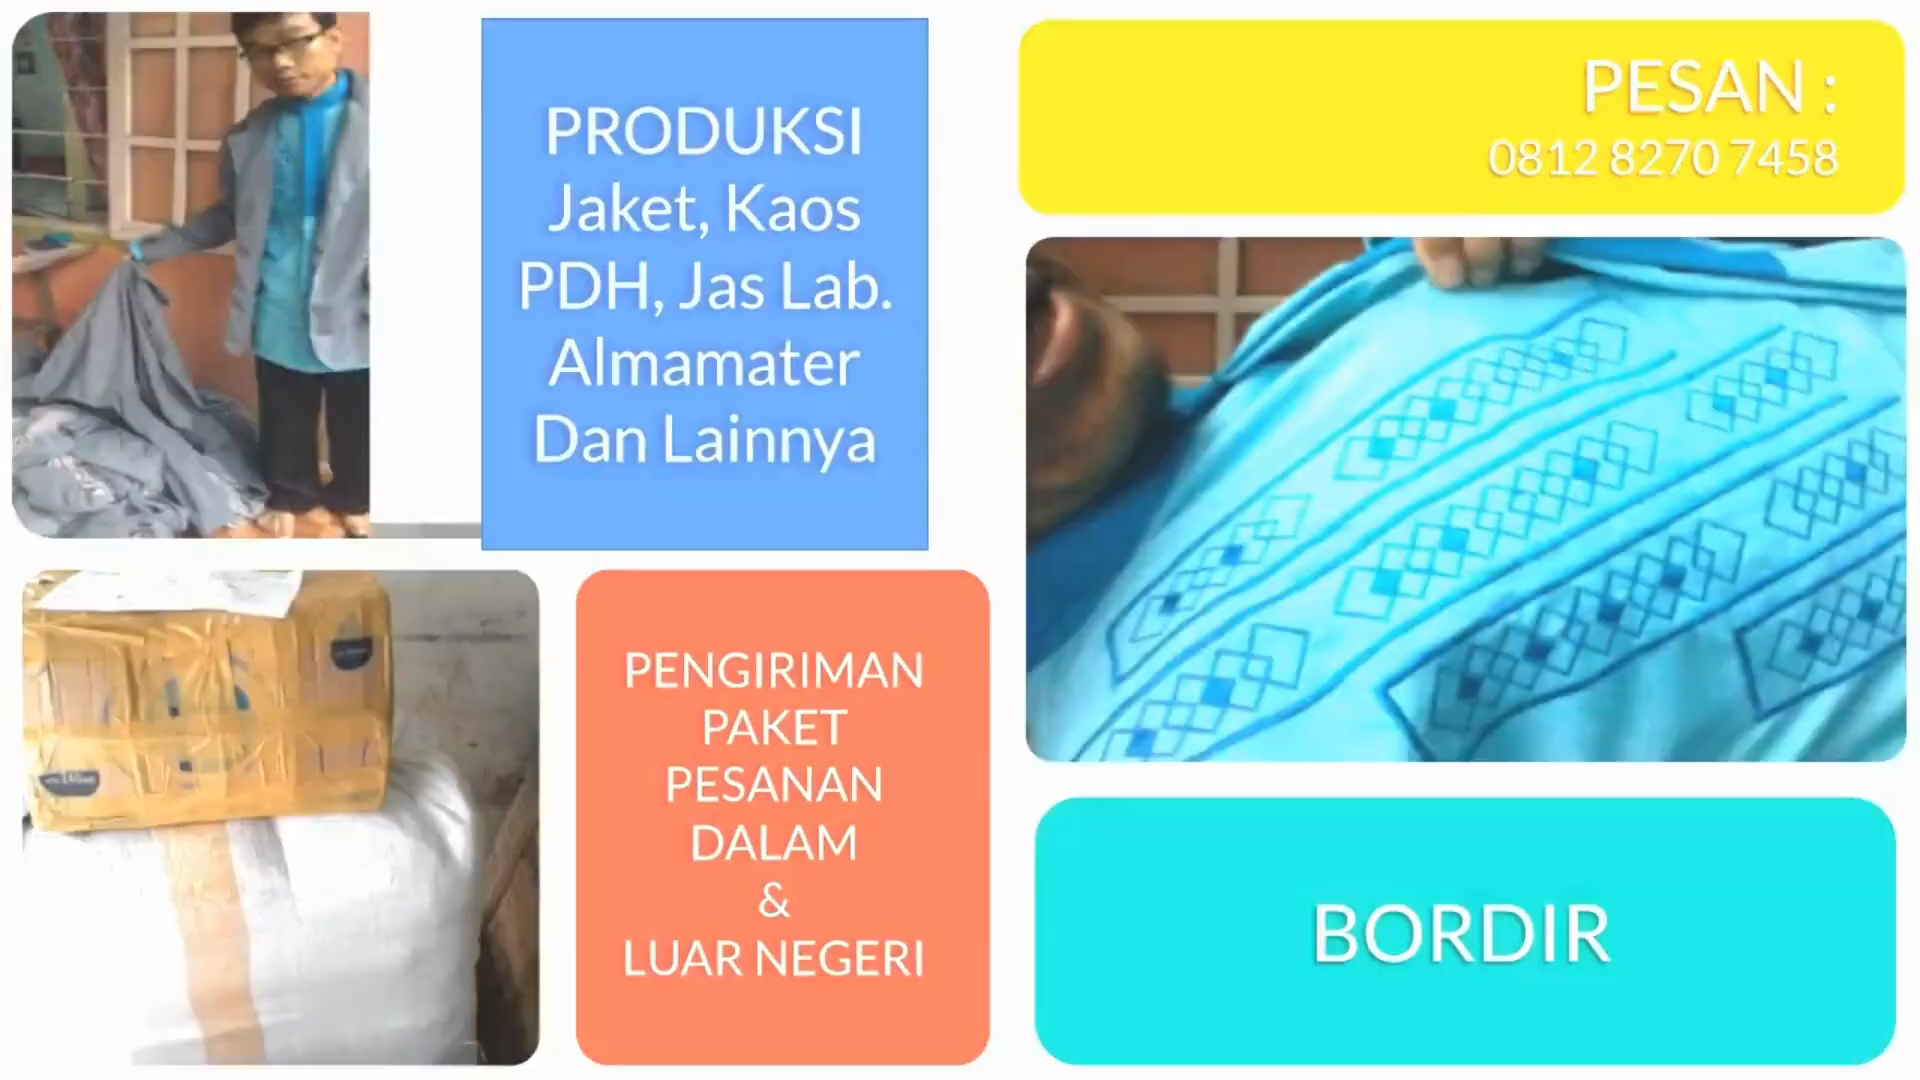 PRODUKSI
Jaket, Kaos
PDH, Jas Lab.
Almamater
Dan Lainnya
PESAN :
0812 8270 7458
PENGIRIMAN
PAKET
PESANAN
DALAM
&
LUAR NEGERI
BORDIR